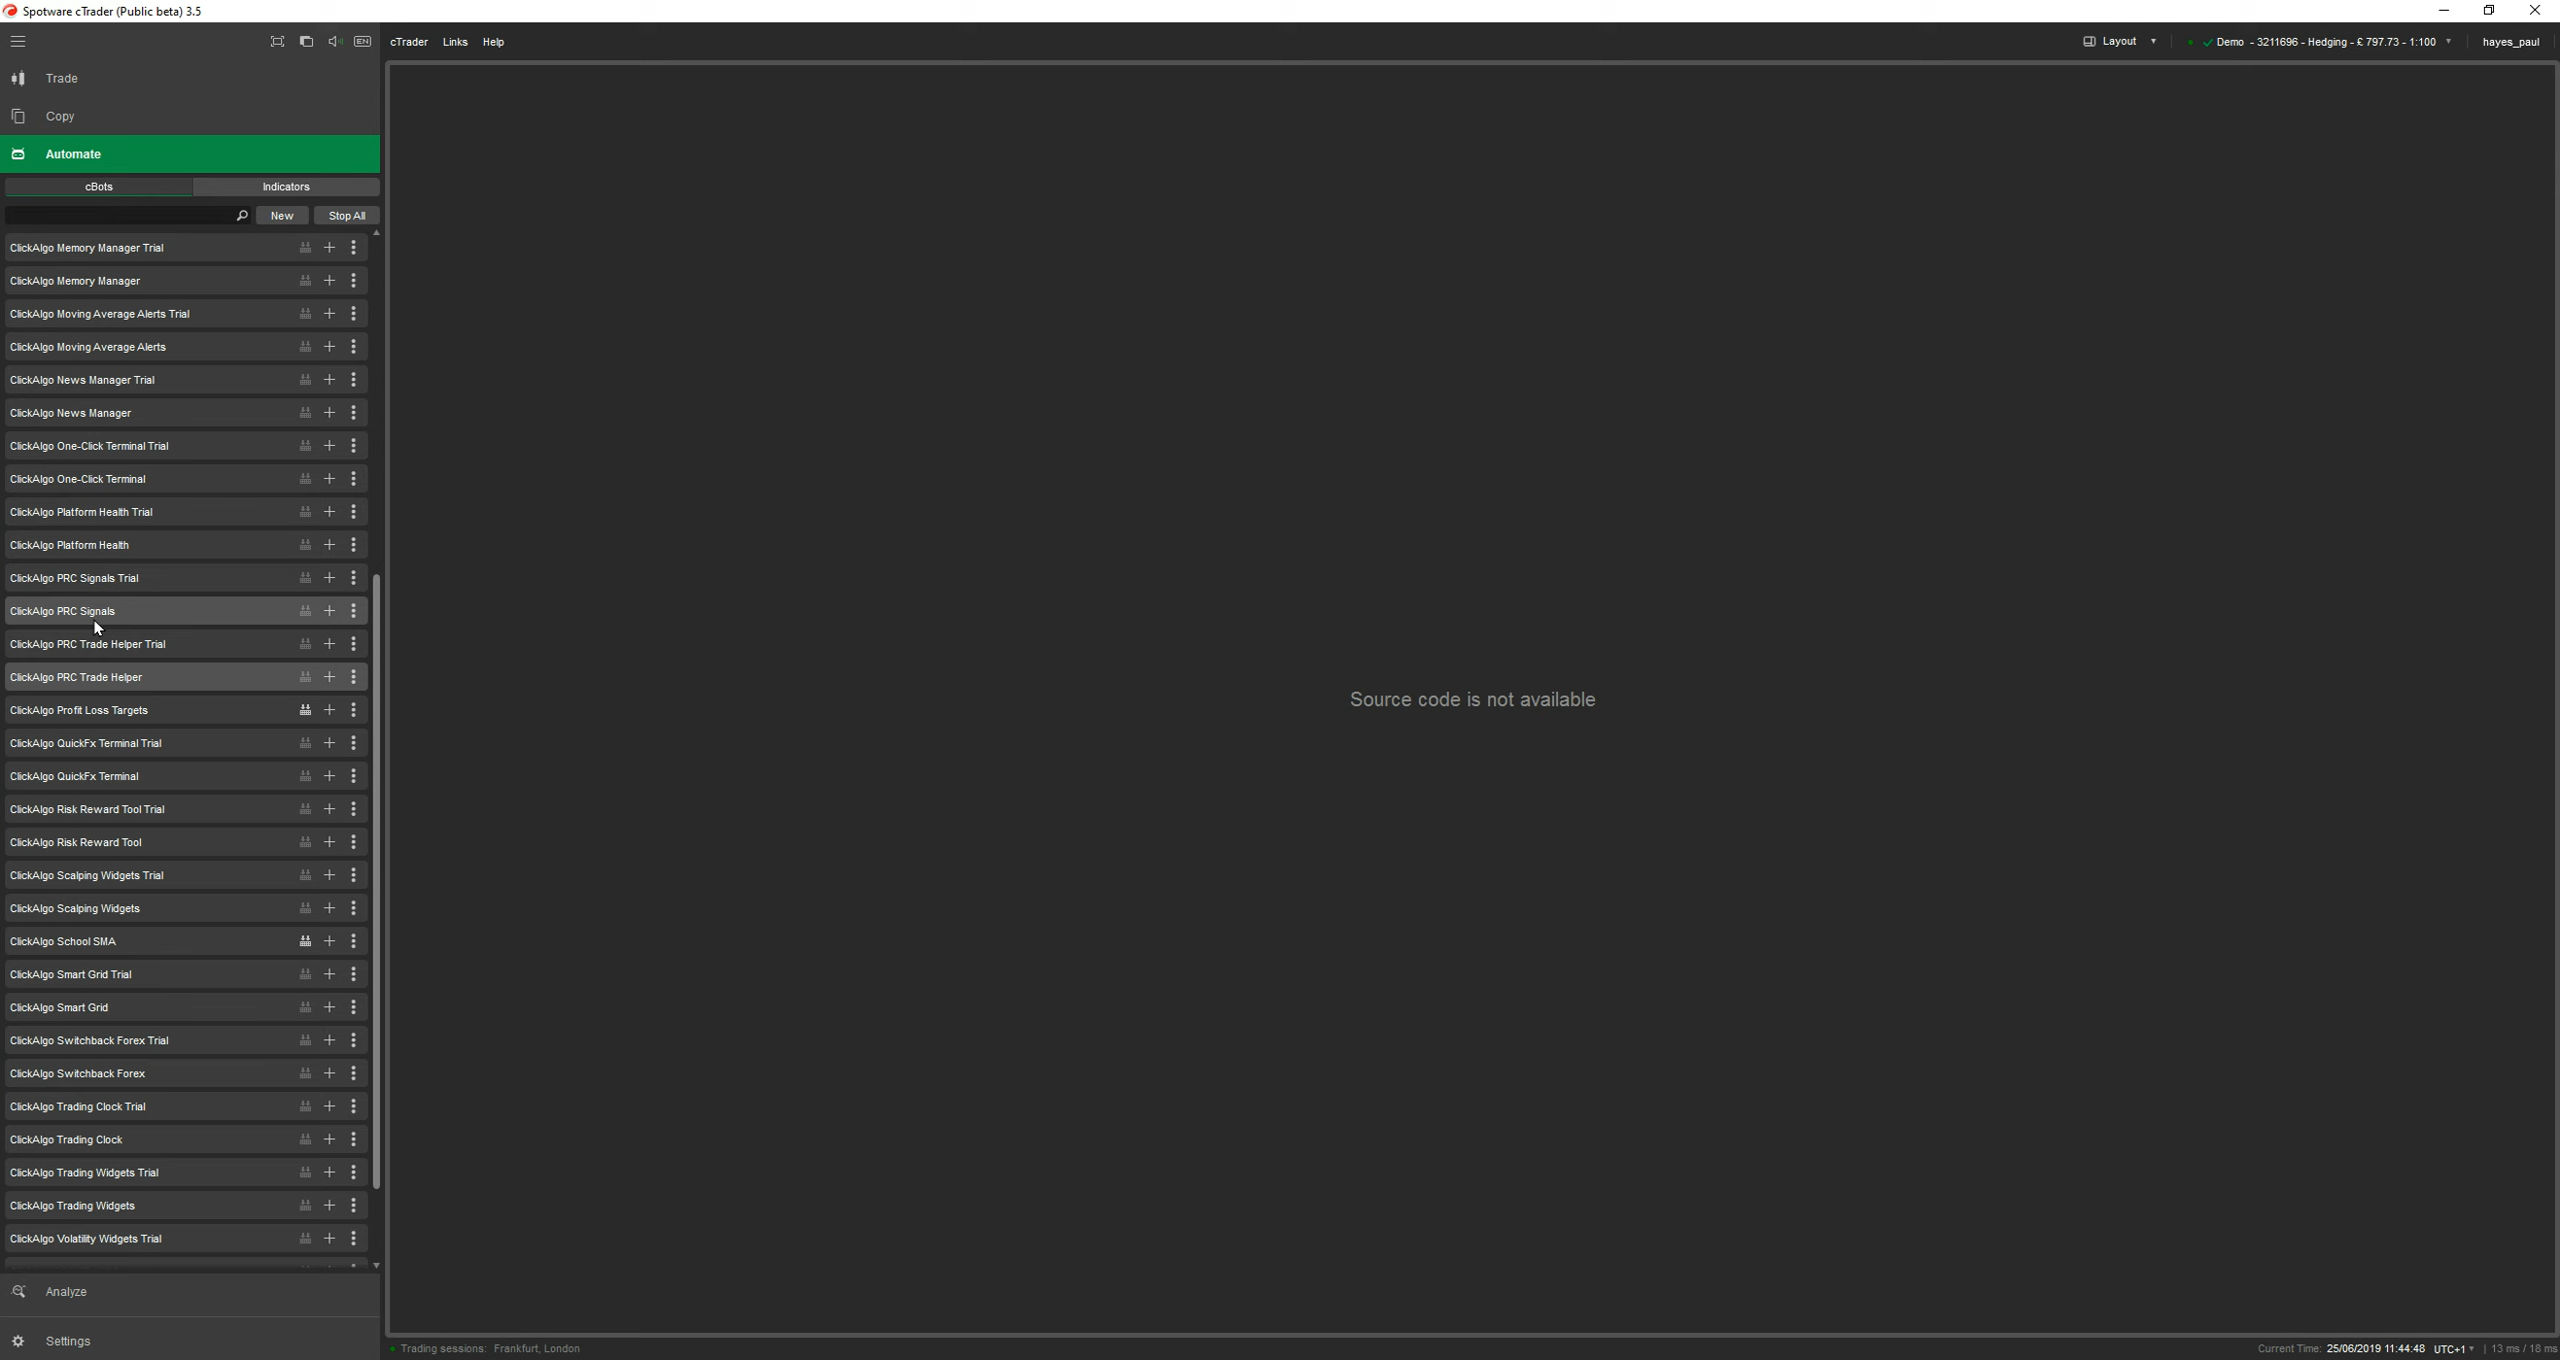 Spotware cTrader (Public beta) 3.5
EN
cTrader Links Help
Layout
Demo - 3211696 - Hedging - £ 797.73 - 1:100
hayes_paul
Trade
Copy
Automate
cBots Indicators
New Stop All
ClickAlgo Memory Manager Trial
ClickAlgo Memory Manager
ClickAlgo Moving Average Alerts Trial
ClickAlgo Moving Average Alerts
ClickAlgo News Manager Trial
ClickAlgo News Manager
ClickAlgo One-Click Terminal Trial
ClickAlgo One-Click Terminal
ClickAlgo Platform Health Trial
ClickAlgo Platform Health
ClickAlgo PRC Signals Trial
ClickAlgo PRC Signals
ClickAlgo PRC Trade Helper Trial
ClickAlgo PRC Trade Helper
ClickAlgo Profit Loss Targets
ClickAlgo QuickFx Terminal Trial
ClickAlgo QuickFx Terminal
ClickAlgo Risk Reward Tool Trial
ClickAlgo Risk Reward Tool
ClickAlgo Scalping Widgets Trial
ClickAlgo Scalping Widgets
ClickAlgo School SMA
ClickAlgo Smart Grid Trial
ClickAlgo Smart Grid
ClickAlgo Switchback Forex Trial
ClickAlgo Switchback Forex
ClickAlgo Trading Clock Trial
ClickAlgo Trading Clock
ClickAlgo Trading Widgets Trial
ClickAlgo Trading Widgets
ClickAlgo Volatility Widgets Trial
Analyze
Settings
Source code is not available
Trading sessions: Frankfurt, London
Current Time: 25/06/2019 11:44:48 UTC+1 | 13 ms / 18 ms